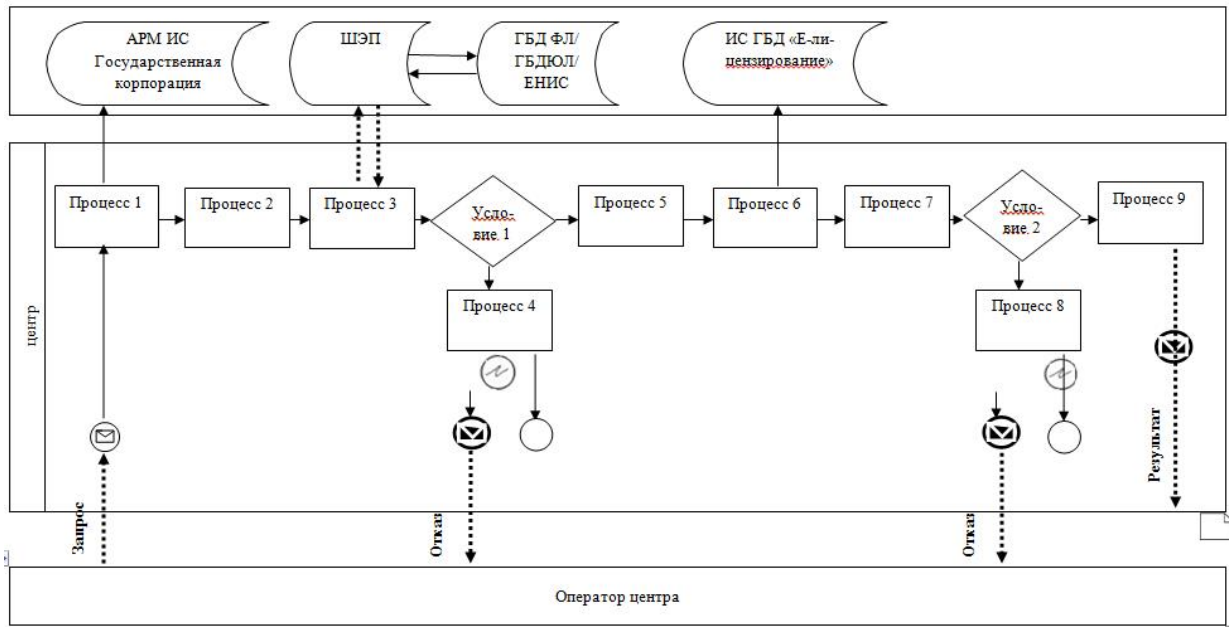 АРМ ИС
Государственная
корпорация
ШЭП
ГБД ФЛ/
ГБДЮЛ/
ЕНИС
ИС ГБД «Е-ли-
цензирование»
центр
Процесс 1
Процесс 2
Процесс 3
Усло-
вие 1
Процесс 5
Процесс 6
Процесс 7
Усло-
вие 2
Процесс 9
Процесс 4
Процесс 8
Запрос
Отказ
Отказ
Результат
Оператор центра